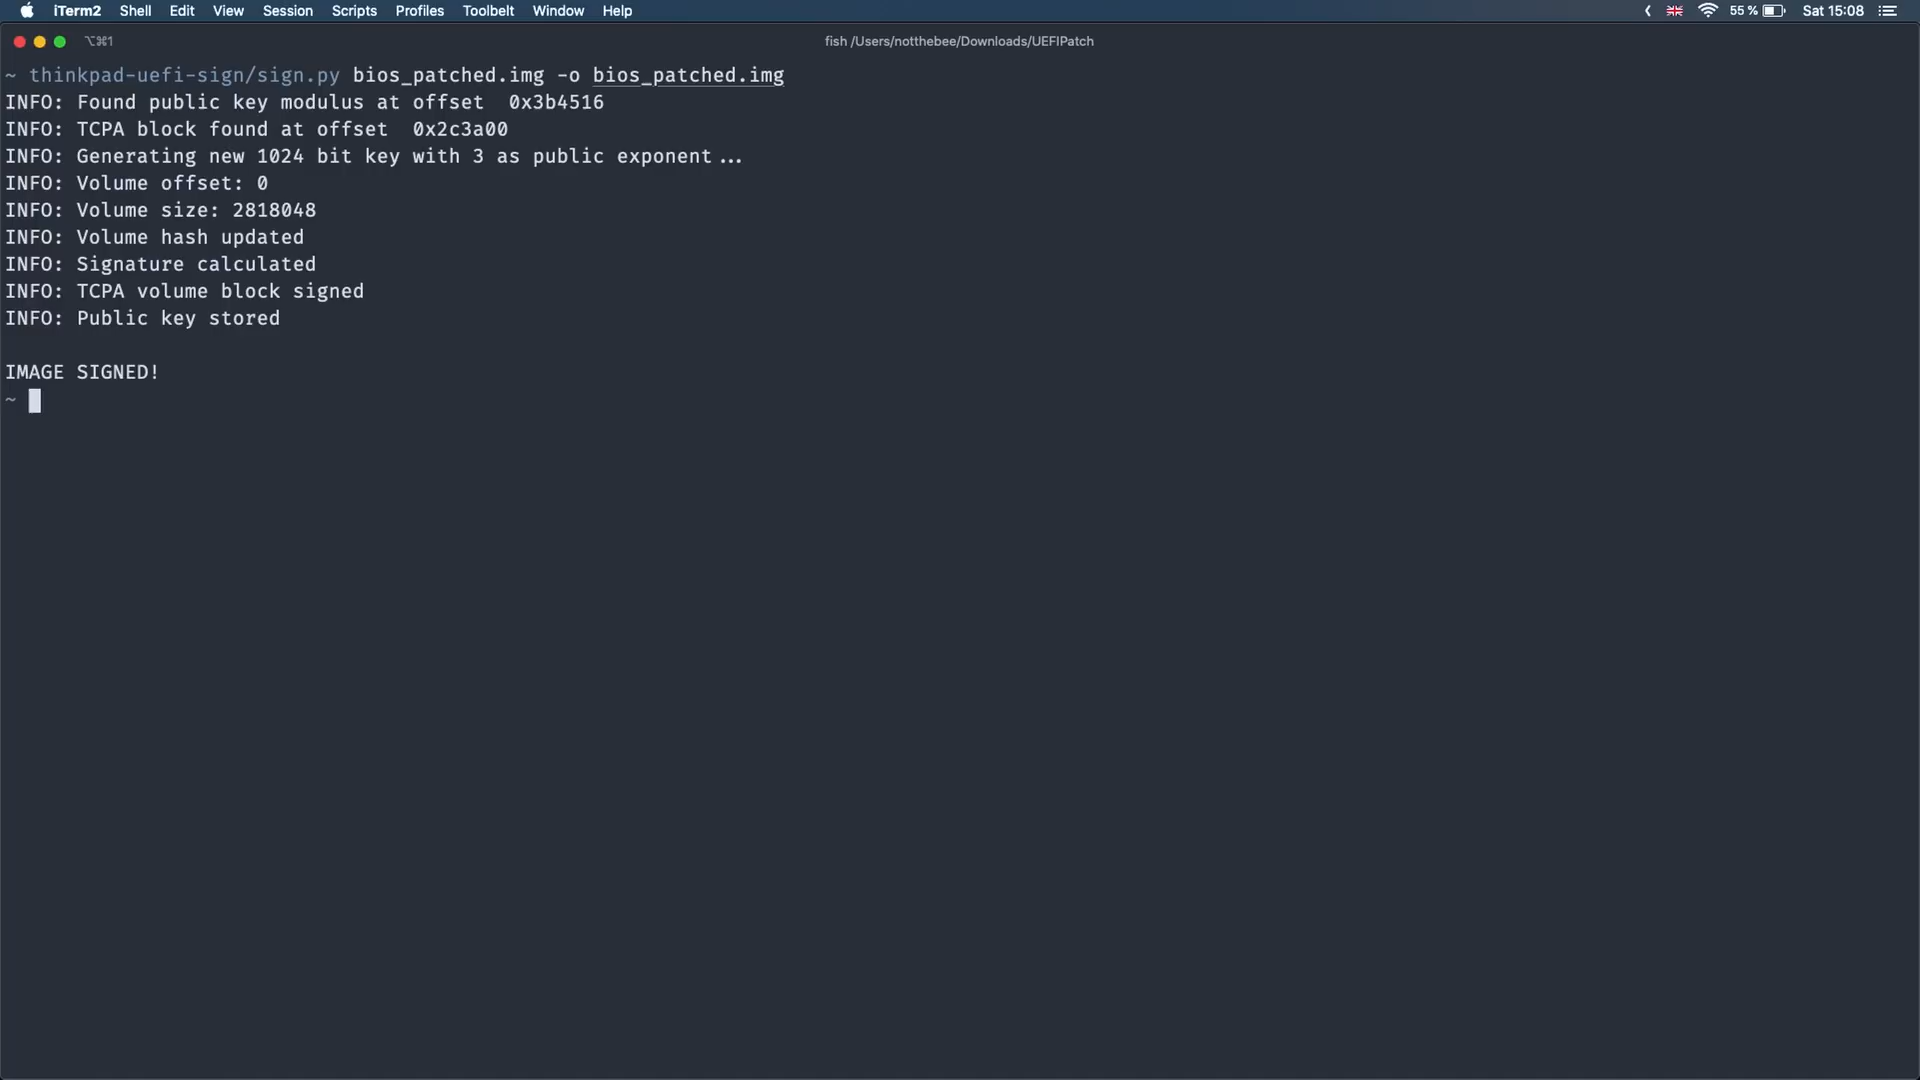 iTerm2 Shell Edit View Session Scripts Profiles Toolbelt Window Help 55 % Sat 15:08
⌥⌘1 fish /Users/notthebee/Downloads/UEFIPatch
~ thinkpad-uefi-sign/sign.py bios_patched.img -o bios_patched.img
INFO: Found public key modulus at offset  0x3b4516
INFO: TCPA block found at offset  0x2c3a00
INFO: Generating new 1024 bit key with 3 as public exponent...
INFO: Volume offset: 0
INFO: Volume size: 2818048
INFO: Volume hash updated
INFO: Signature calculated
INFO: TCPA volume block signed
INFO: Public key stored
IMAGE SIGNED!
~